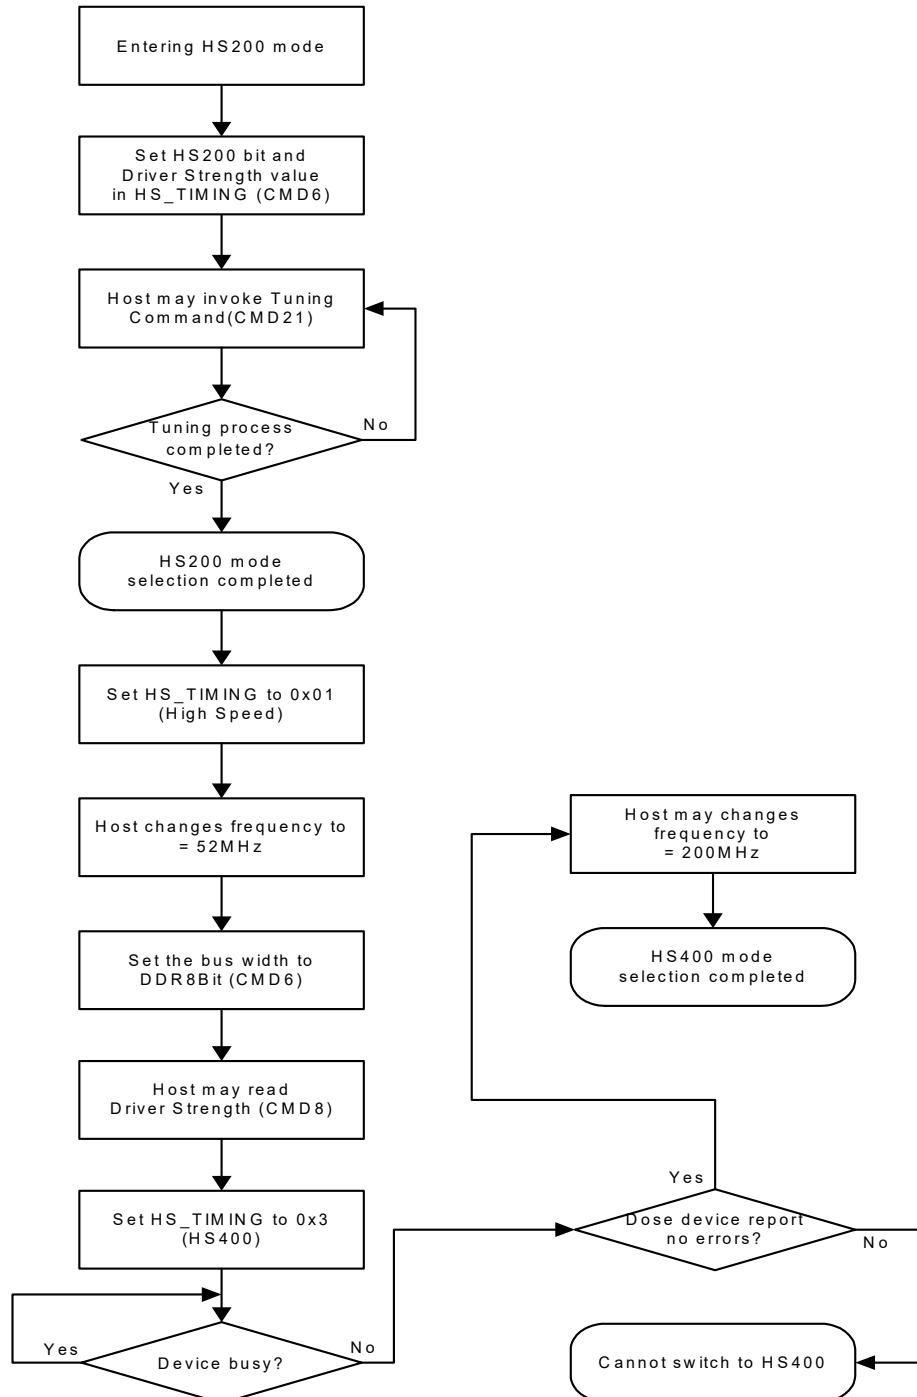 Entering HS200 mode
Set HS200 bit and
Driver Strength value
in HS_TIMING (CMD6)
Host may invoke Tuning
Command(CMD21)
Tuning process
completed?
No
Yes
HS200 mode
selection completed
Set HS_TIMING to 0x01
(High Speed)
Host changes frequency to
= 52MHz
Set the bus width to
DDR8Bit (CMD6)
Host may read
Driver Strength (CMD8)
Set HS_TIMING to 0x3
(HS400)
Device busy?
Yes
No
Host may changes
frequency to
= 200MHz
HS400 mode
selection completed
Yes
Dose device report
no errors?
No
Cannot switch to HS400